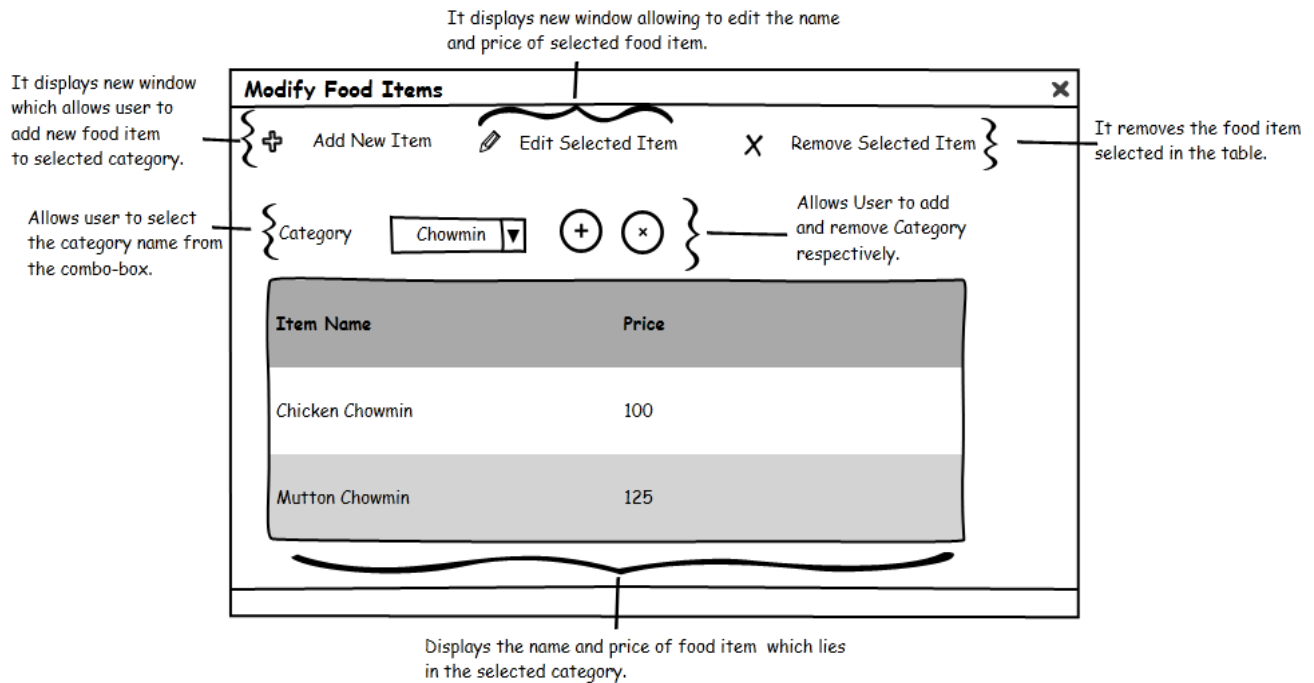 It displays new window allowing to edit the name
and price of selected food item.
It displays new window
which allows user to
add new food item
to selected category.
Modify Food Items
Add New Item
Edit Selected Item
Remove Selected Item
It removes the food item
selected in the table.
Allows user to select
the category name from
the combo-box.
Category
Chowmin
Allows User to add
and remove Category
respectively.
Item Name Price
Chicken Chowmin 100
Mutton Chowmin 125
Displays the name and price of food item which lies
in the selected category.